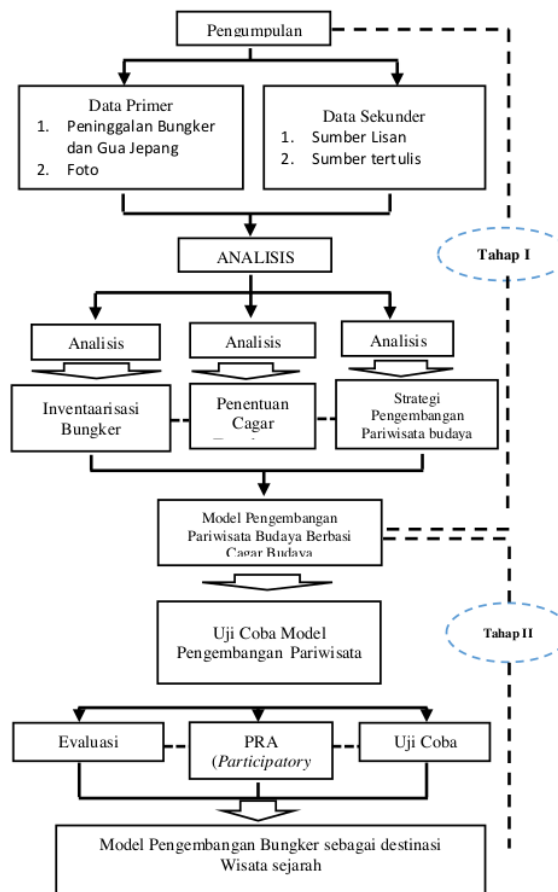 Pengumpulan
Data Primer
1. Peninggalan Bungker
dan Gua Jepang
2. Foto
Data Sekunder
1. Sumber Lisan
2. Sumber tertulis
Tahap I
ANALISIS
Analisis
Analisis
Analisis
Inventaarisasi
Bungker
Penentuan
Cagar
Strategi
Pengembangan
Pariwisata budaya
Model Pengembangan
Pariwisata Budaya Berbasi
Cagar Budaya
Uji Coba Model
Pengembangan Pariwisata
Tahap II
Evaluasi
PRA
(Participatory
Uji Coba
Model Pengembangan Bungker sebagai destinasi
Wisata sejarah